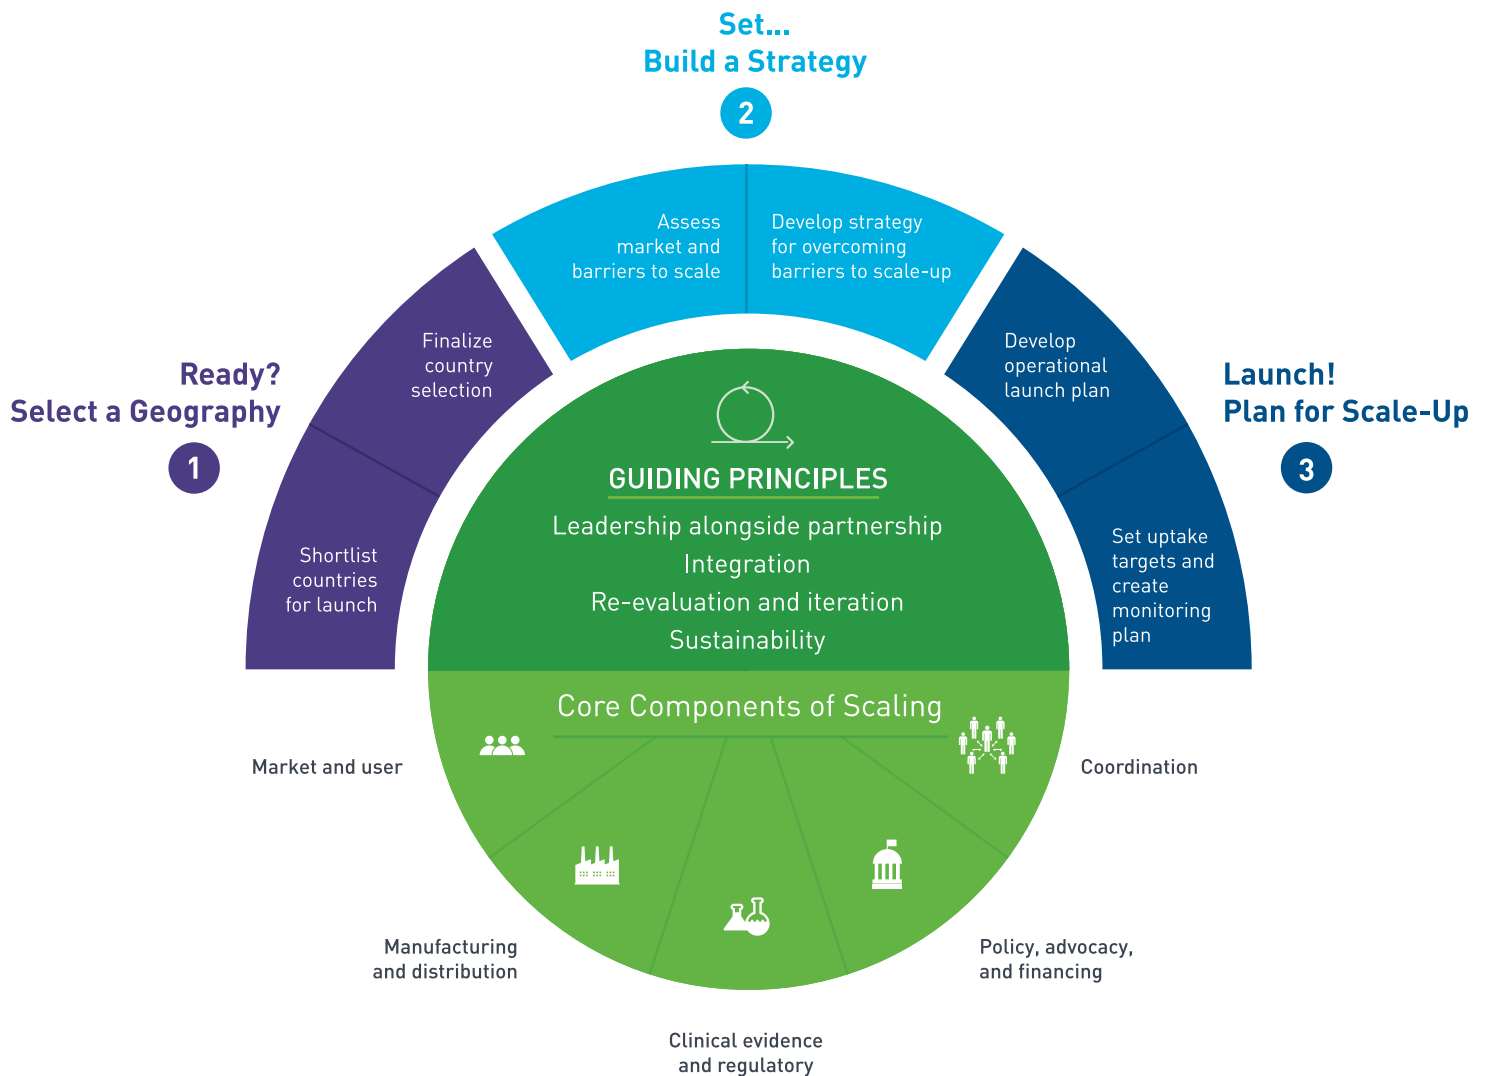 Set...
Build a Strategy
2
Assess
market and
barriers to scale
Develop strategy
for overcoming
barriers to scale-up
Ready?
Select a Geography
1
Finalize
country
selection
Shortlist
countries
for launch
Develop
operational
launch plan
Set uptake
targets and
create
monitoring
plan
Launch!
Plan for Scale-Up
3
GUIDING PRINCIPLES
Leadership alongside partnership
Integration
Re-evaluation and iteration
Sustainability
Core Components of Scaling
Market and user
Manufacturing
and distribution
Clinical evidence
and regulatory
Policy, advocacy,
and financing
Coordination